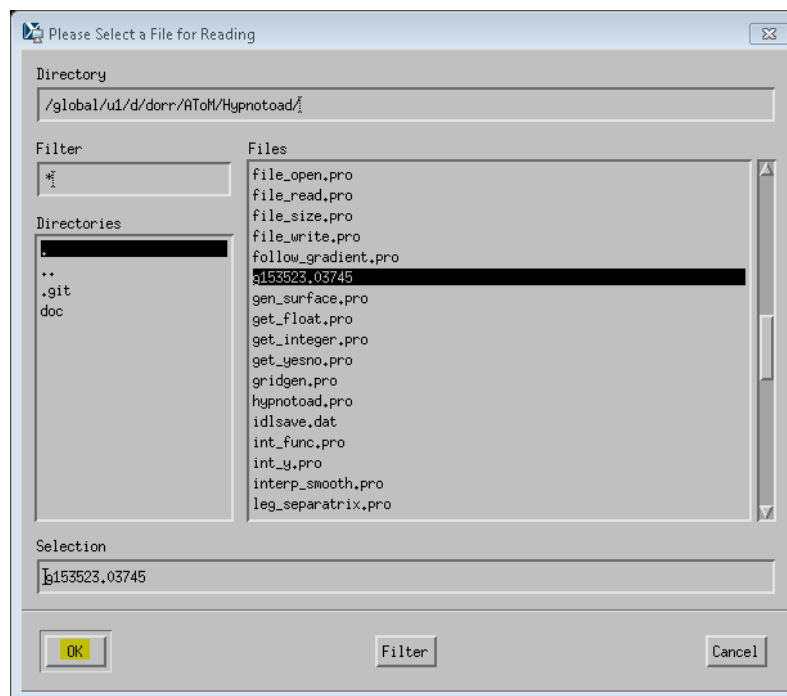 Please Select a File for Reading
Directory
/global/u1/d/dorr/AToM/Hypnotoad/
Filter
*
Directories
.
..
.git
doc
Files
file_open.pro
file_read.pro
file_size.pro
file_write.pro
follow_gradient.pro
g153523.03745
gen_surface.pro
get_float.pro
get_integer.pro
get_yesno.pro
gridgen.pro
hypnotoad.pro
idlsave.dat
int_func.pro
int_y.pro
interp_smooth.pro
leg_separatrix.pro
Selection
g153523.03745
OK
Filter
Cancel